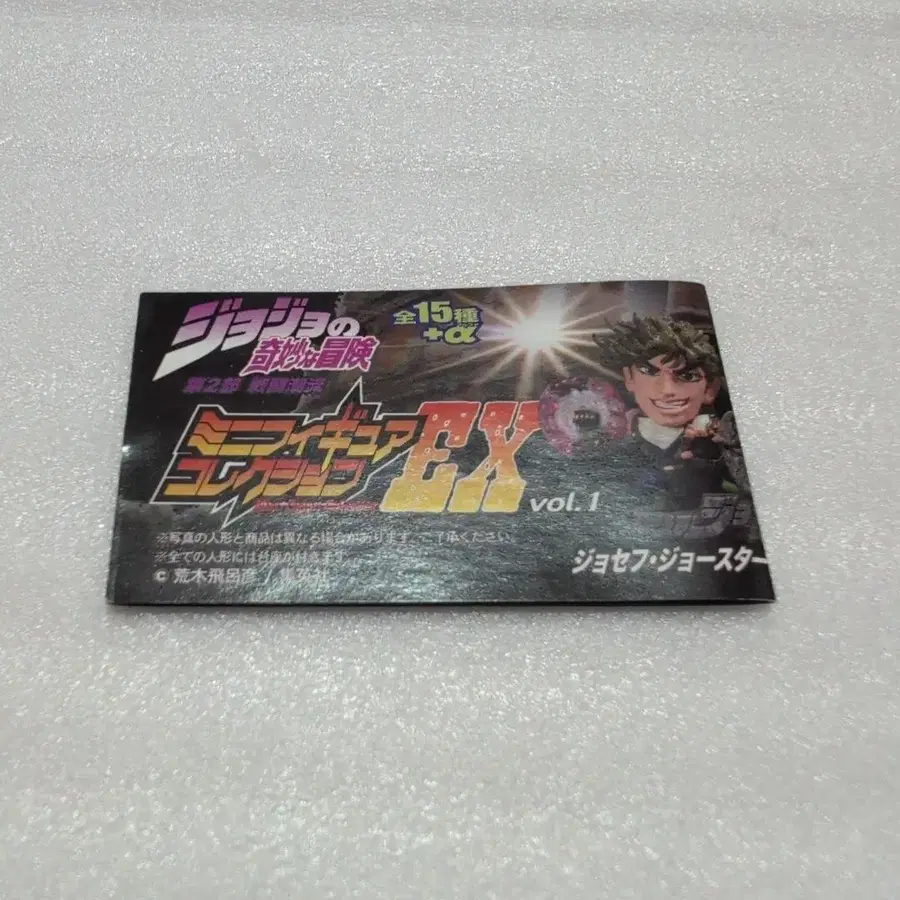 ジョジョの
奇妙な冒険
全15種
+α
第2部 戦闘潮流
ミニフィギュア
コレクション EX
vol.1
※写真の人形と商品は異なる場合があります。ご了承ください。
※全ての人形には台座が付きます
© 荒木飛呂彦 / 集英社
ジョセフ・ジョースター